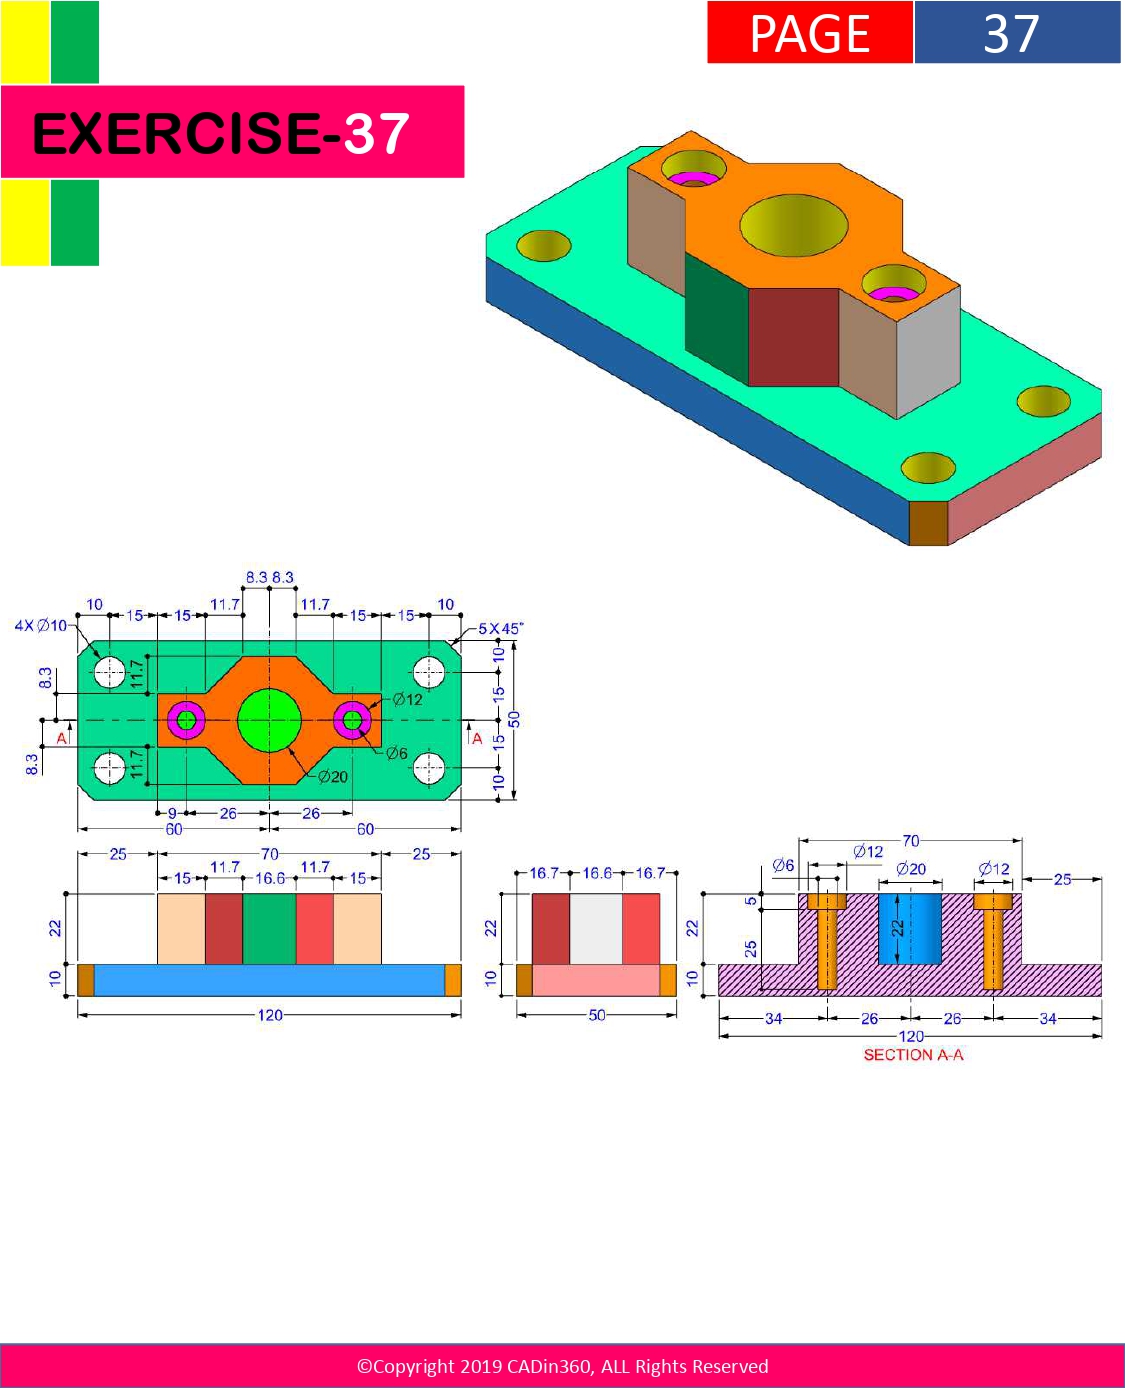 PAGE 37
EXERCISE-37
8.3 8.3
10 15 15 11.7 11.7 15 15 10
4X Ø10
5 X 45°
8.3
11.7
10
15
50
Ø12
A A
Ø6
15
8.3
11.7
Ø20
10
9 26 26
60 60
25 70 25
11.7 11.7
15 16.6 15
22
10
120
16.7 16.6 16.7
22
10
50
70
Ø6 Ø12 Ø20 Ø12
25
5
22
25
22
10
34 26 26 34
120
SECTION A-A
©Copyright 2019 CADin360, ALL Rights Reserved